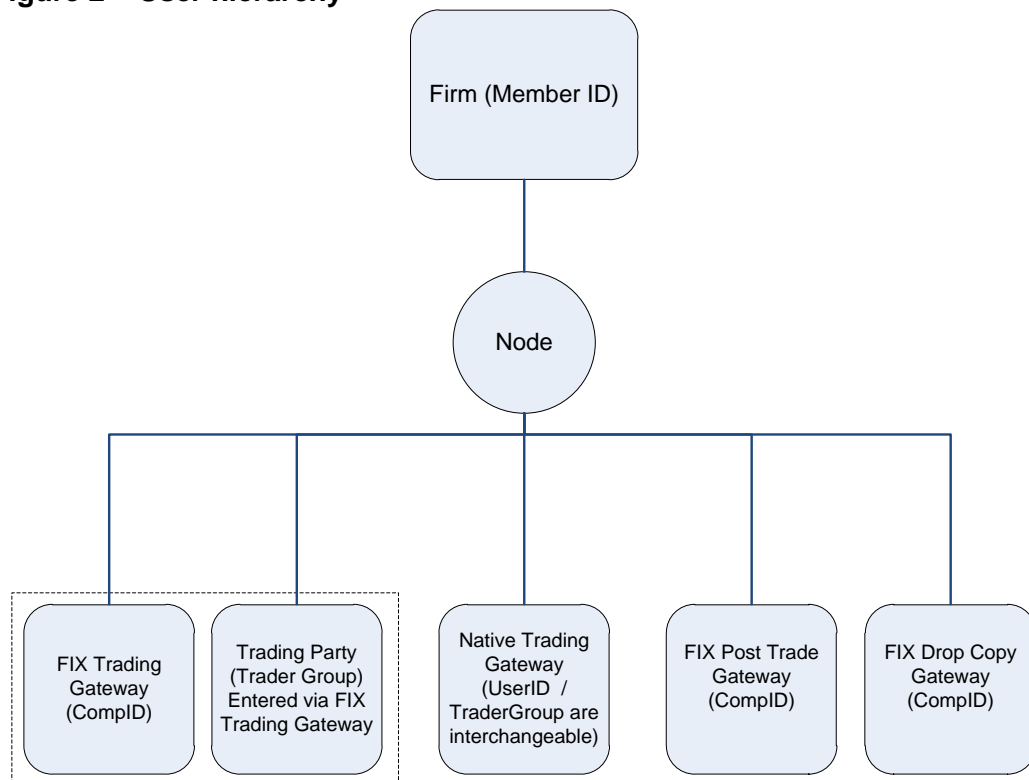 Figure 2 – User hierarchy
Firm (Member ID)
Node
FIX Trading
Gateway
(CompID)
Trading Party
(Trader Group)
Entered via FIX
Trading Gateway
Native Trading
Gateway
(UserID /
TraderGroup are
interchangeable)
FIX Post Trade
Gateway
(CompID)
FIX Drop Copy
Gateway
(CompID)